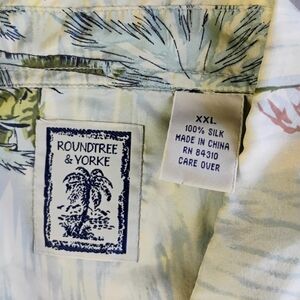 ROUNDTREE
& YORKE
XXL
100% SILK
MADE IN CHINA
RN 84310
CARE OVER